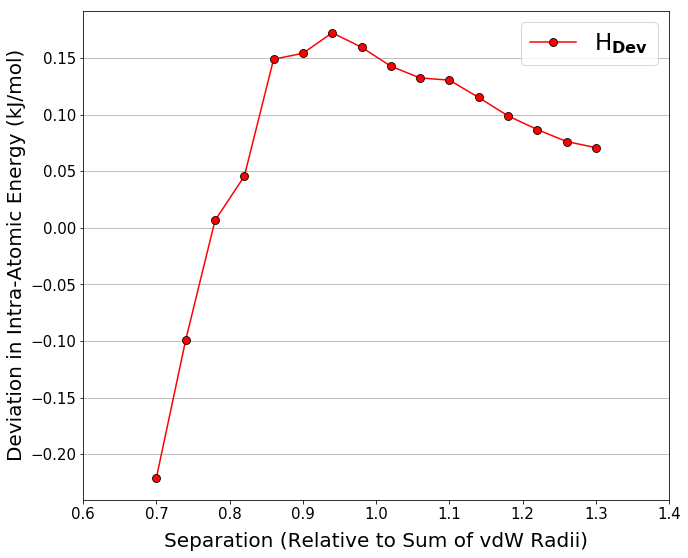 H_Dev
Deviation in Intra-Atomic Energy (kJ/mol)
0.15
0.10
0.05
0.00
−0.05
−0.10
−0.15
−0.20
0.6 0.7 0.8 0.9 1.0 1.1 1.2 1.3 1.4
Separation (Relative to Sum of vdW Radii)